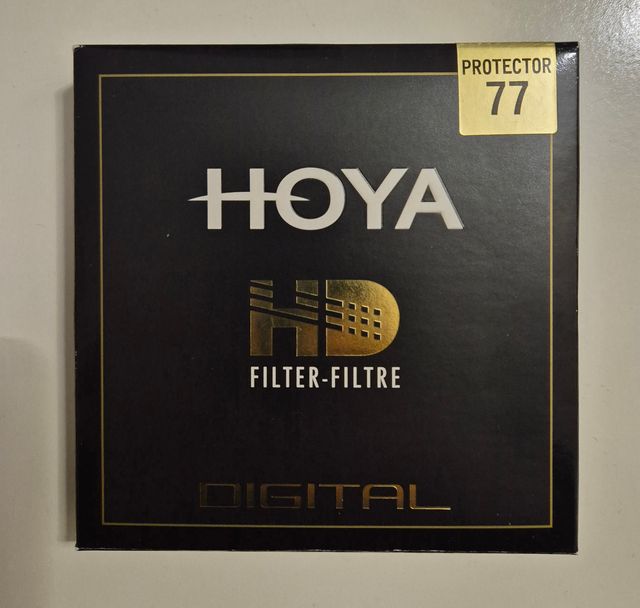 PROTECTOR
77
HOYA
HD
FILTER-FILTRE
DIGITAL